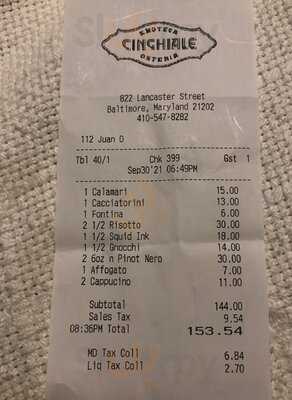 ENOTECA
CINGHIALE
OSTERIA
822 Lancaster Street
Baltimore, Maryland 21202
410-547-8282
112 Juan D
Tbl 40/1 Chk 399 Gst 1
Sep30'21 06:49PM
1 Calamari 15.00
1 Cacciatorini 13.00
1 Fontina 6.00
2 1/2 Risotto 30.00
1 1/2 Squid Ink 18.00
1 1/2 Gnocchi 14.00
2 6oz n Pinot Nero 30.00
1 Affogato 7.00
2 Cappucino 11.00
Subtotal 144.00
Sales Tax 9.54
08:36PM Total 153.54
MD Tax Coll 6.84
Liq Tax Coll 2.70